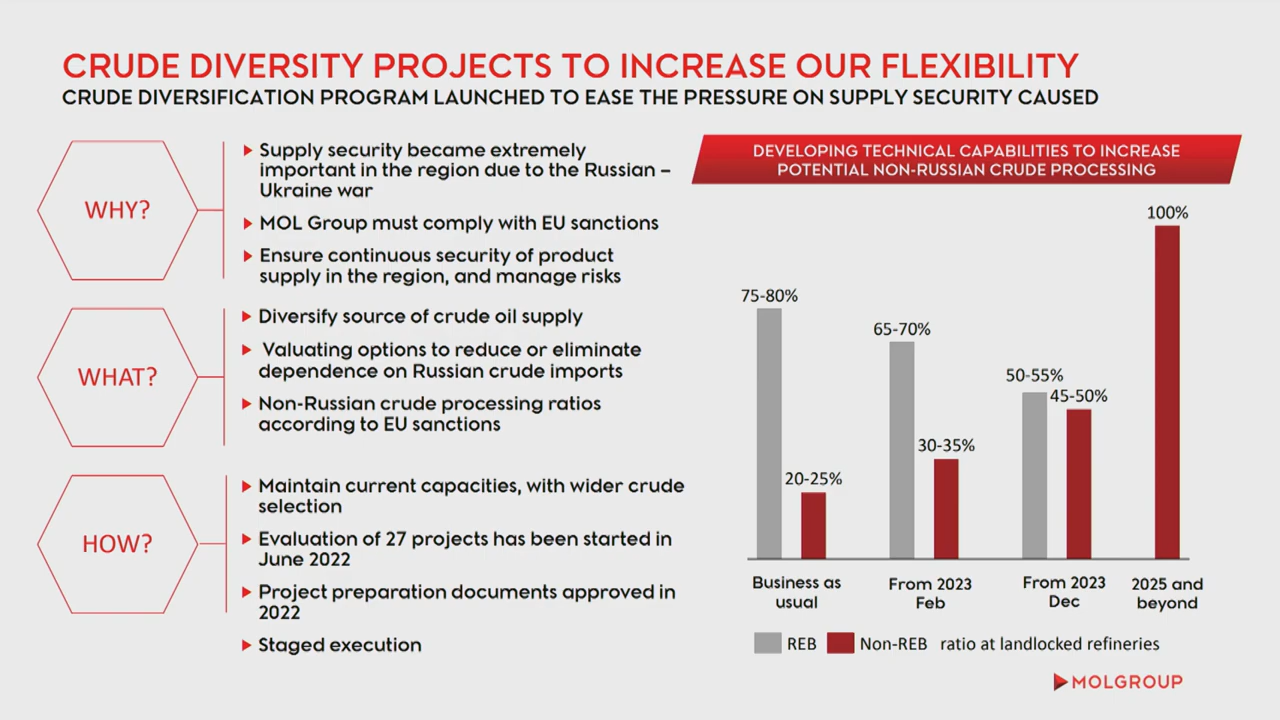 CRUDE DIVERSITY PROJECTS TO INCREASE OUR FLEXIBILITY
CRUDE DIVERSIFICATION PROGRAM LAUNCHED TO EASE THE PRESSURE ON SUPPLY SECURITY CAUSED
WHY?
Supply security became extremely
important in the region due to the Russian –
Ukraine war
MOL Group must comply with EU sanctions
Ensure continuous security of product
supply in the region, and manage risks
WHAT?
Diversify source of crude oil supply
Valuating options to reduce or eliminate
dependence on Russian crude imports
Non-Russian crude processing ratios
according to EU sanctions
HOW?
Maintain current capacities, with wider crude
selection
Evaluation of 27 projects has been started in
June 2022
Project preparation documents approved in
2022
Staged execution
DEVELOPING TECHNICAL CAPABILITIES TO INCREASE
POTENTIAL NON-RUSSIAN CRUDE PROCESSING
75-80%
20-25%
65-70%
30-35%
50-55%
45-50%
100%
Business as
usual
From 2023
Feb
From 2023
Dec
2025 and
beyond
REB Non-REB ratio at landlocked refineries
MOLGROUP